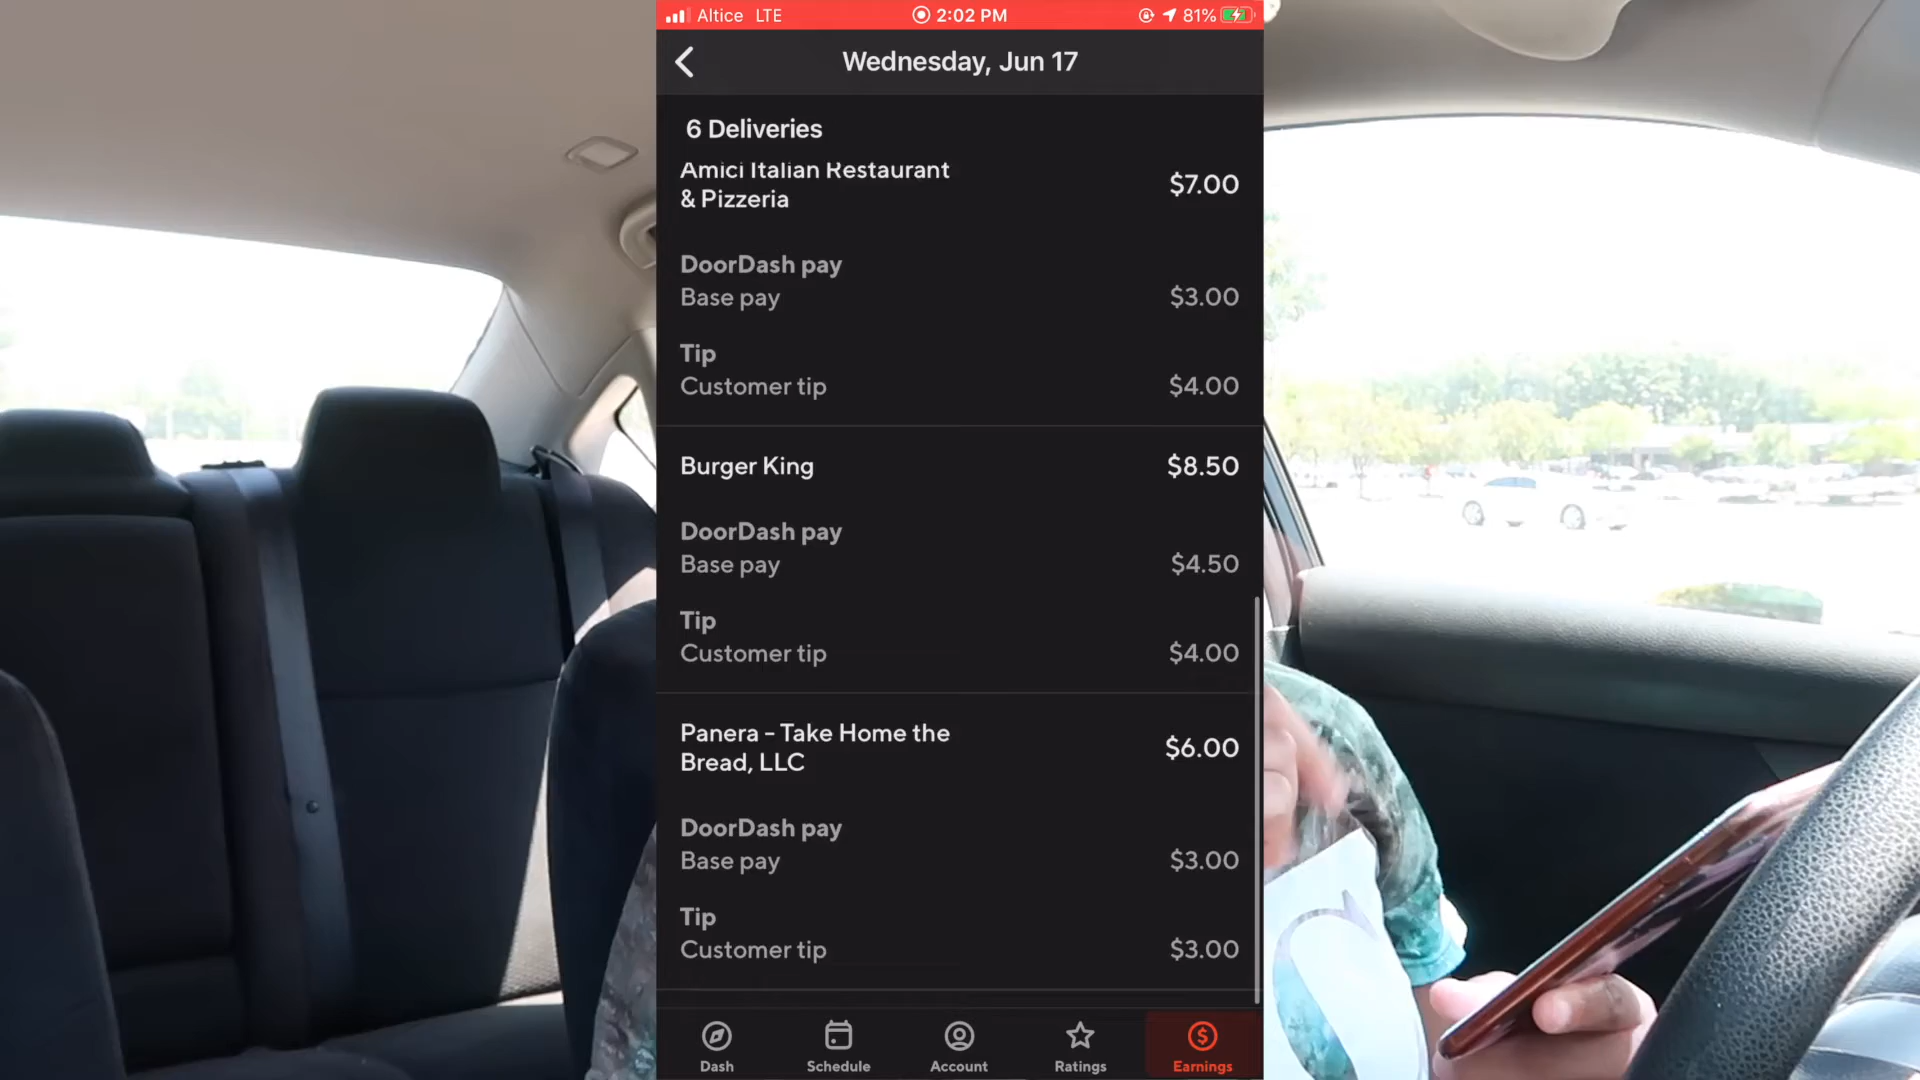 Altice LTE 2:02 PM 81%
Wednesday, Jun 17
6 Deliveries
Amici Italian Restaurant
& Pizzeria
$7.00
DoorDash pay
Base pay $3.00
Tip
Customer tip $4.00
Burger King $8.50
DoorDash pay
Base pay $4.50
Tip
Customer tip $4.00
Panera - Take Home the
Bread, LLC
$6.00
DoorDash pay
Base pay $3.00
Tip
Customer tip $3.00
Dash Schedule Account Ratings Earnings